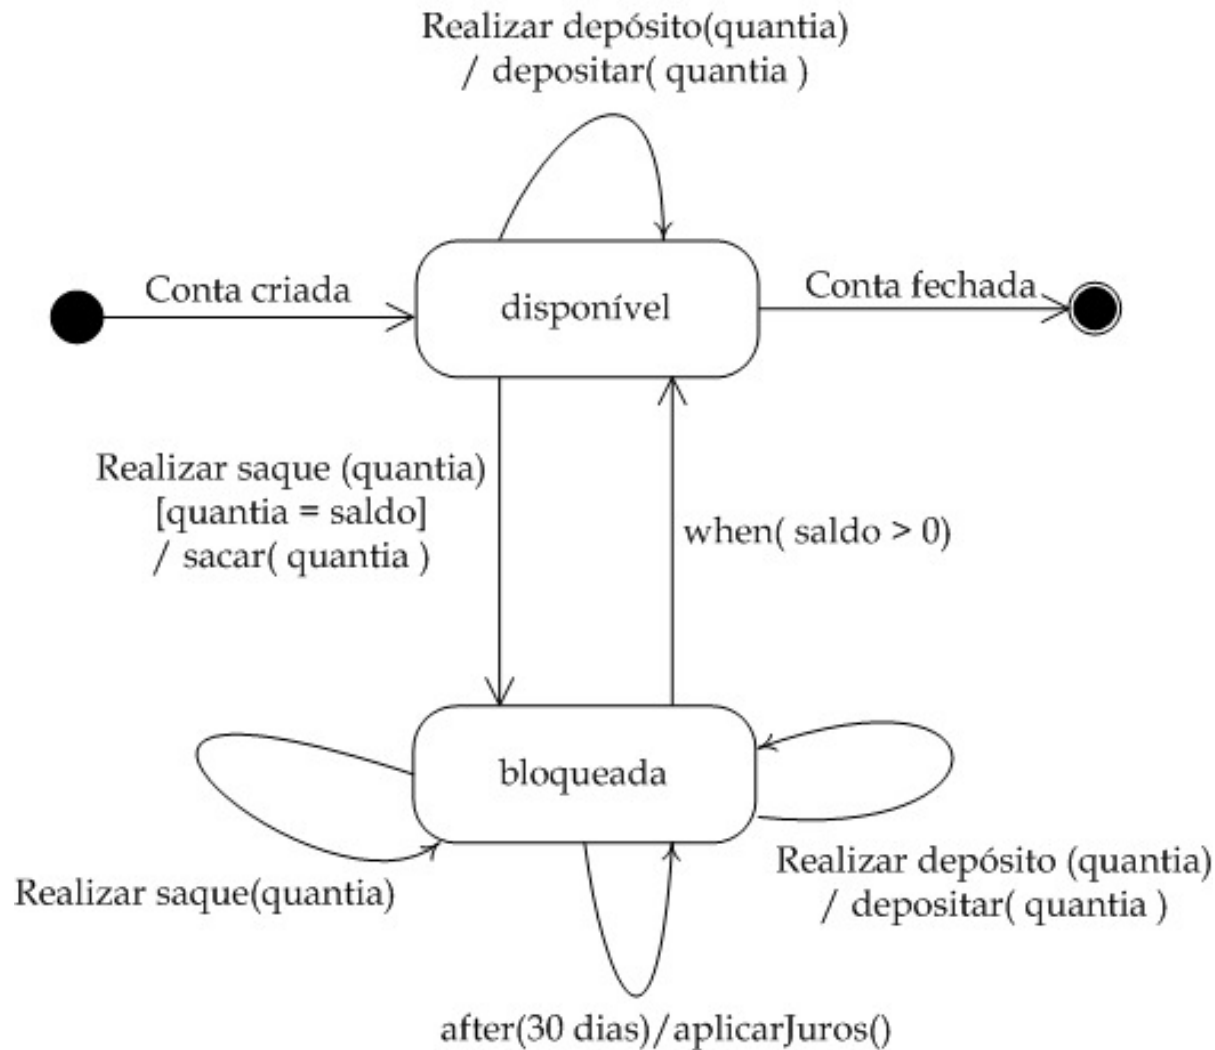 Realizar depósito(quantia)
/ depositar( quantia )
Conta criada
disponível
Conta fechada
Realizar saque (quantia)
[quantia = saldo]
/ sacar( quantia )
when( saldo > 0)
bloqueada
Realizar saque(quantia)
Realizar depósito (quantia)
/ depositar( quantia )
after(30 dias)/aplicarJuros()